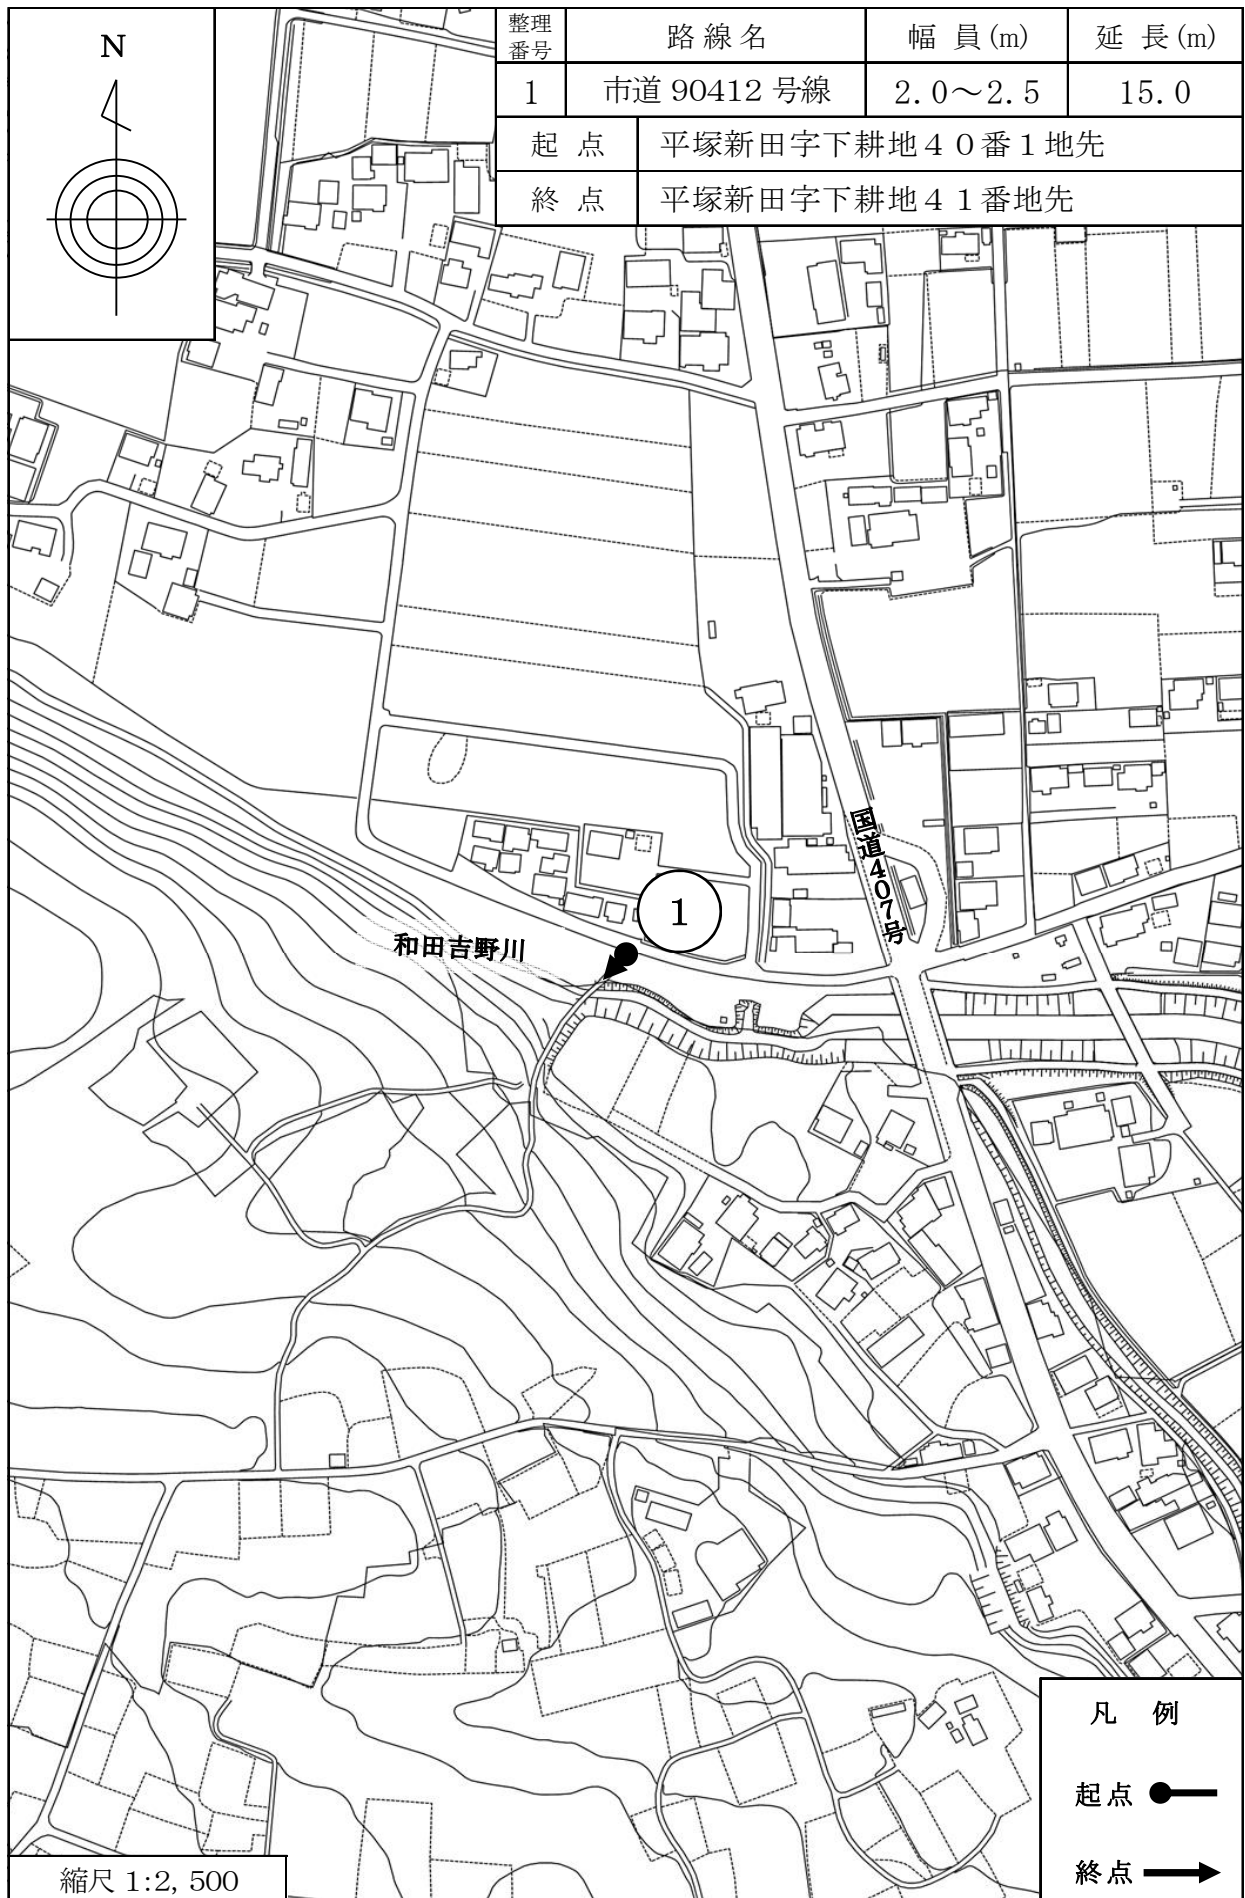 N
整理番号 路線名 幅員(m) 延長(m)
1 市道 90412 号線 2.0～2.5 15.0
起点 平塚新田字下耕地４０番１地先
終点 平塚新田字下耕地４１番地先
国道407号
1
和田吉野川
凡例
起点
終点
縮尺 1:2,500